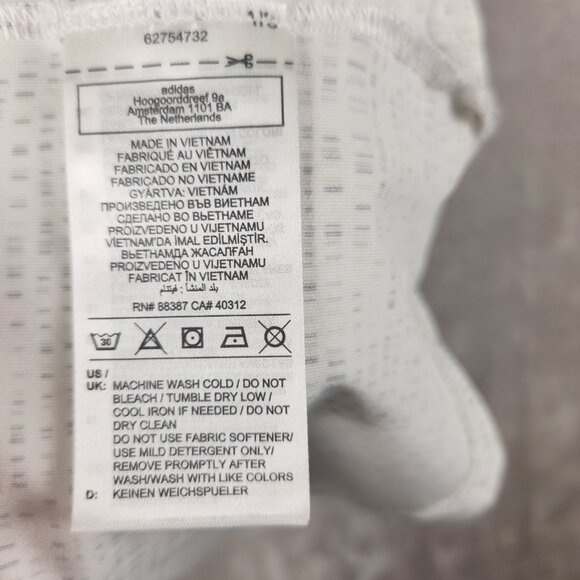 62754732
adidas
Hoogoorddreef 9a
Amsterdam 1101 BA
The Netherlands
MADE IN VIETNAM
FABRIQUÉ AU VIÊTNAM
FABRICADO EN VIETNAM
FABRICADO NO VIETNAME
GYÁRTVA: VIETNÁM
ПРОИЗВЕДЕНО ВЪВ ВИЕТНАМ
СДЕЛАНО ВО ВЬЕТНАМЕ
PROIZVEDENO U VIJETNAMU
VİETNAM'DA İMAL EDİLMİŞTİR.
ВЬЕТНАМДА ЖАСАЛҒАН
PROIZVEDENO U VIJETNAMU
FABRICAT ÎN VIETNAM
بلد المنشأ: فيتنام
RN# 88387 CA# 40312
30
US /
UK: MACHINE WASH COLD / DO NOT
BLEACH / TUMBLE DRY LOW /
COOL IRON IF NEEDED / DO NOT
DRY CLEAN
DO NOT USE FABRIC SOFTENER/
USE MILD DETERGENT ONLY/
REMOVE PROMPTLY AFTER
WASH/WASH WITH LIKE COLORS
D: KEINEN WEICHSPUELER